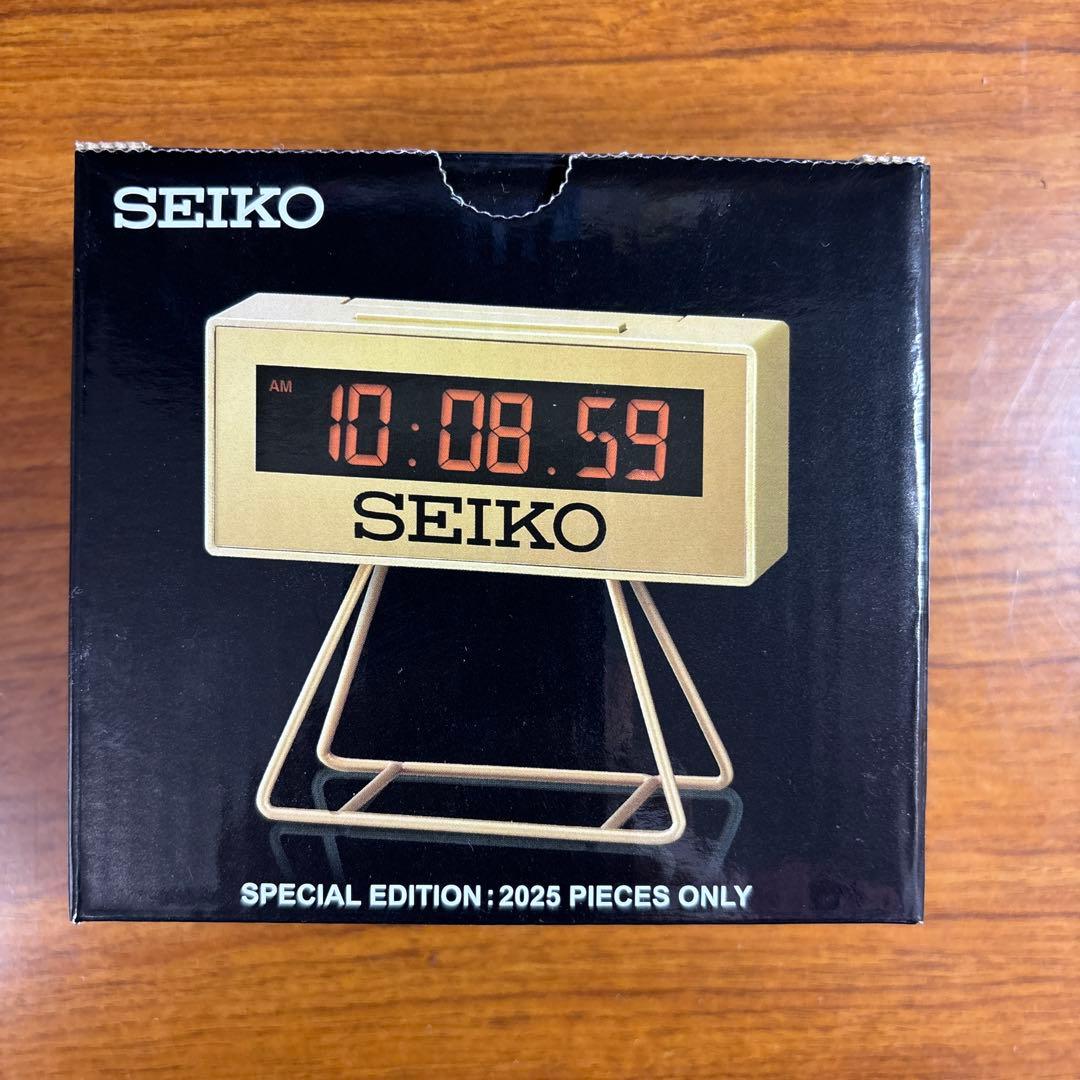 SEIKO
AM 10:08.59
SEIKO
SPECIAL EDITION : 2025 PIECES ONLY